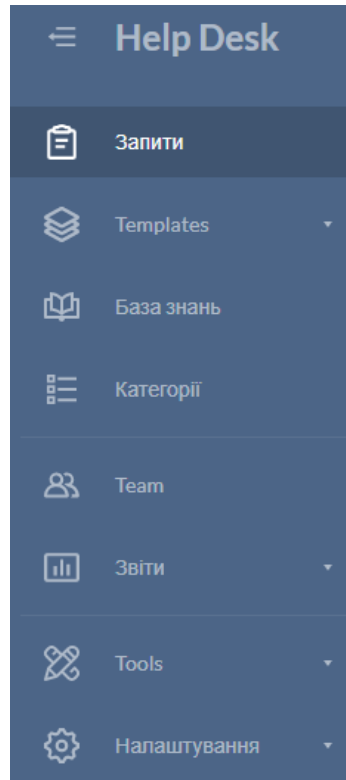 Help Desk
Запити
Templates
База знань
Категорії
Team
Звіти
Tools
Налаштування